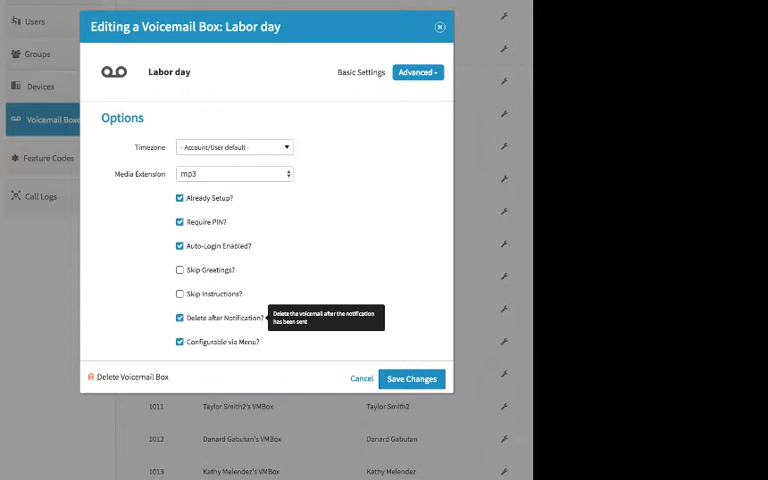 Editing a Voicemail Box: Labor day
Users
Groups
Devices
Voicemail Boxe
Feature Codes
Call Logs
Labor day
Basic Settings
Advanced
Options
Timezone
- Account/User default -
Media Extension
mp3
Already Setup?
Require PIN?
Auto-Login Enabled?
Skip Greetings?
Skip Instructions?
Delete after Notification?
Delete the voicemail after the notification
has been sent
Configurable via Menu?
Delete Voicemail Box
Cancel
Save Changes
1011 Taylor Smith2's VMBox Taylor Smith2
1012 Danard Gabutan's VMBox Danard Gabutan
1013 Kathy Melendez's VMBox Kathy Melendez